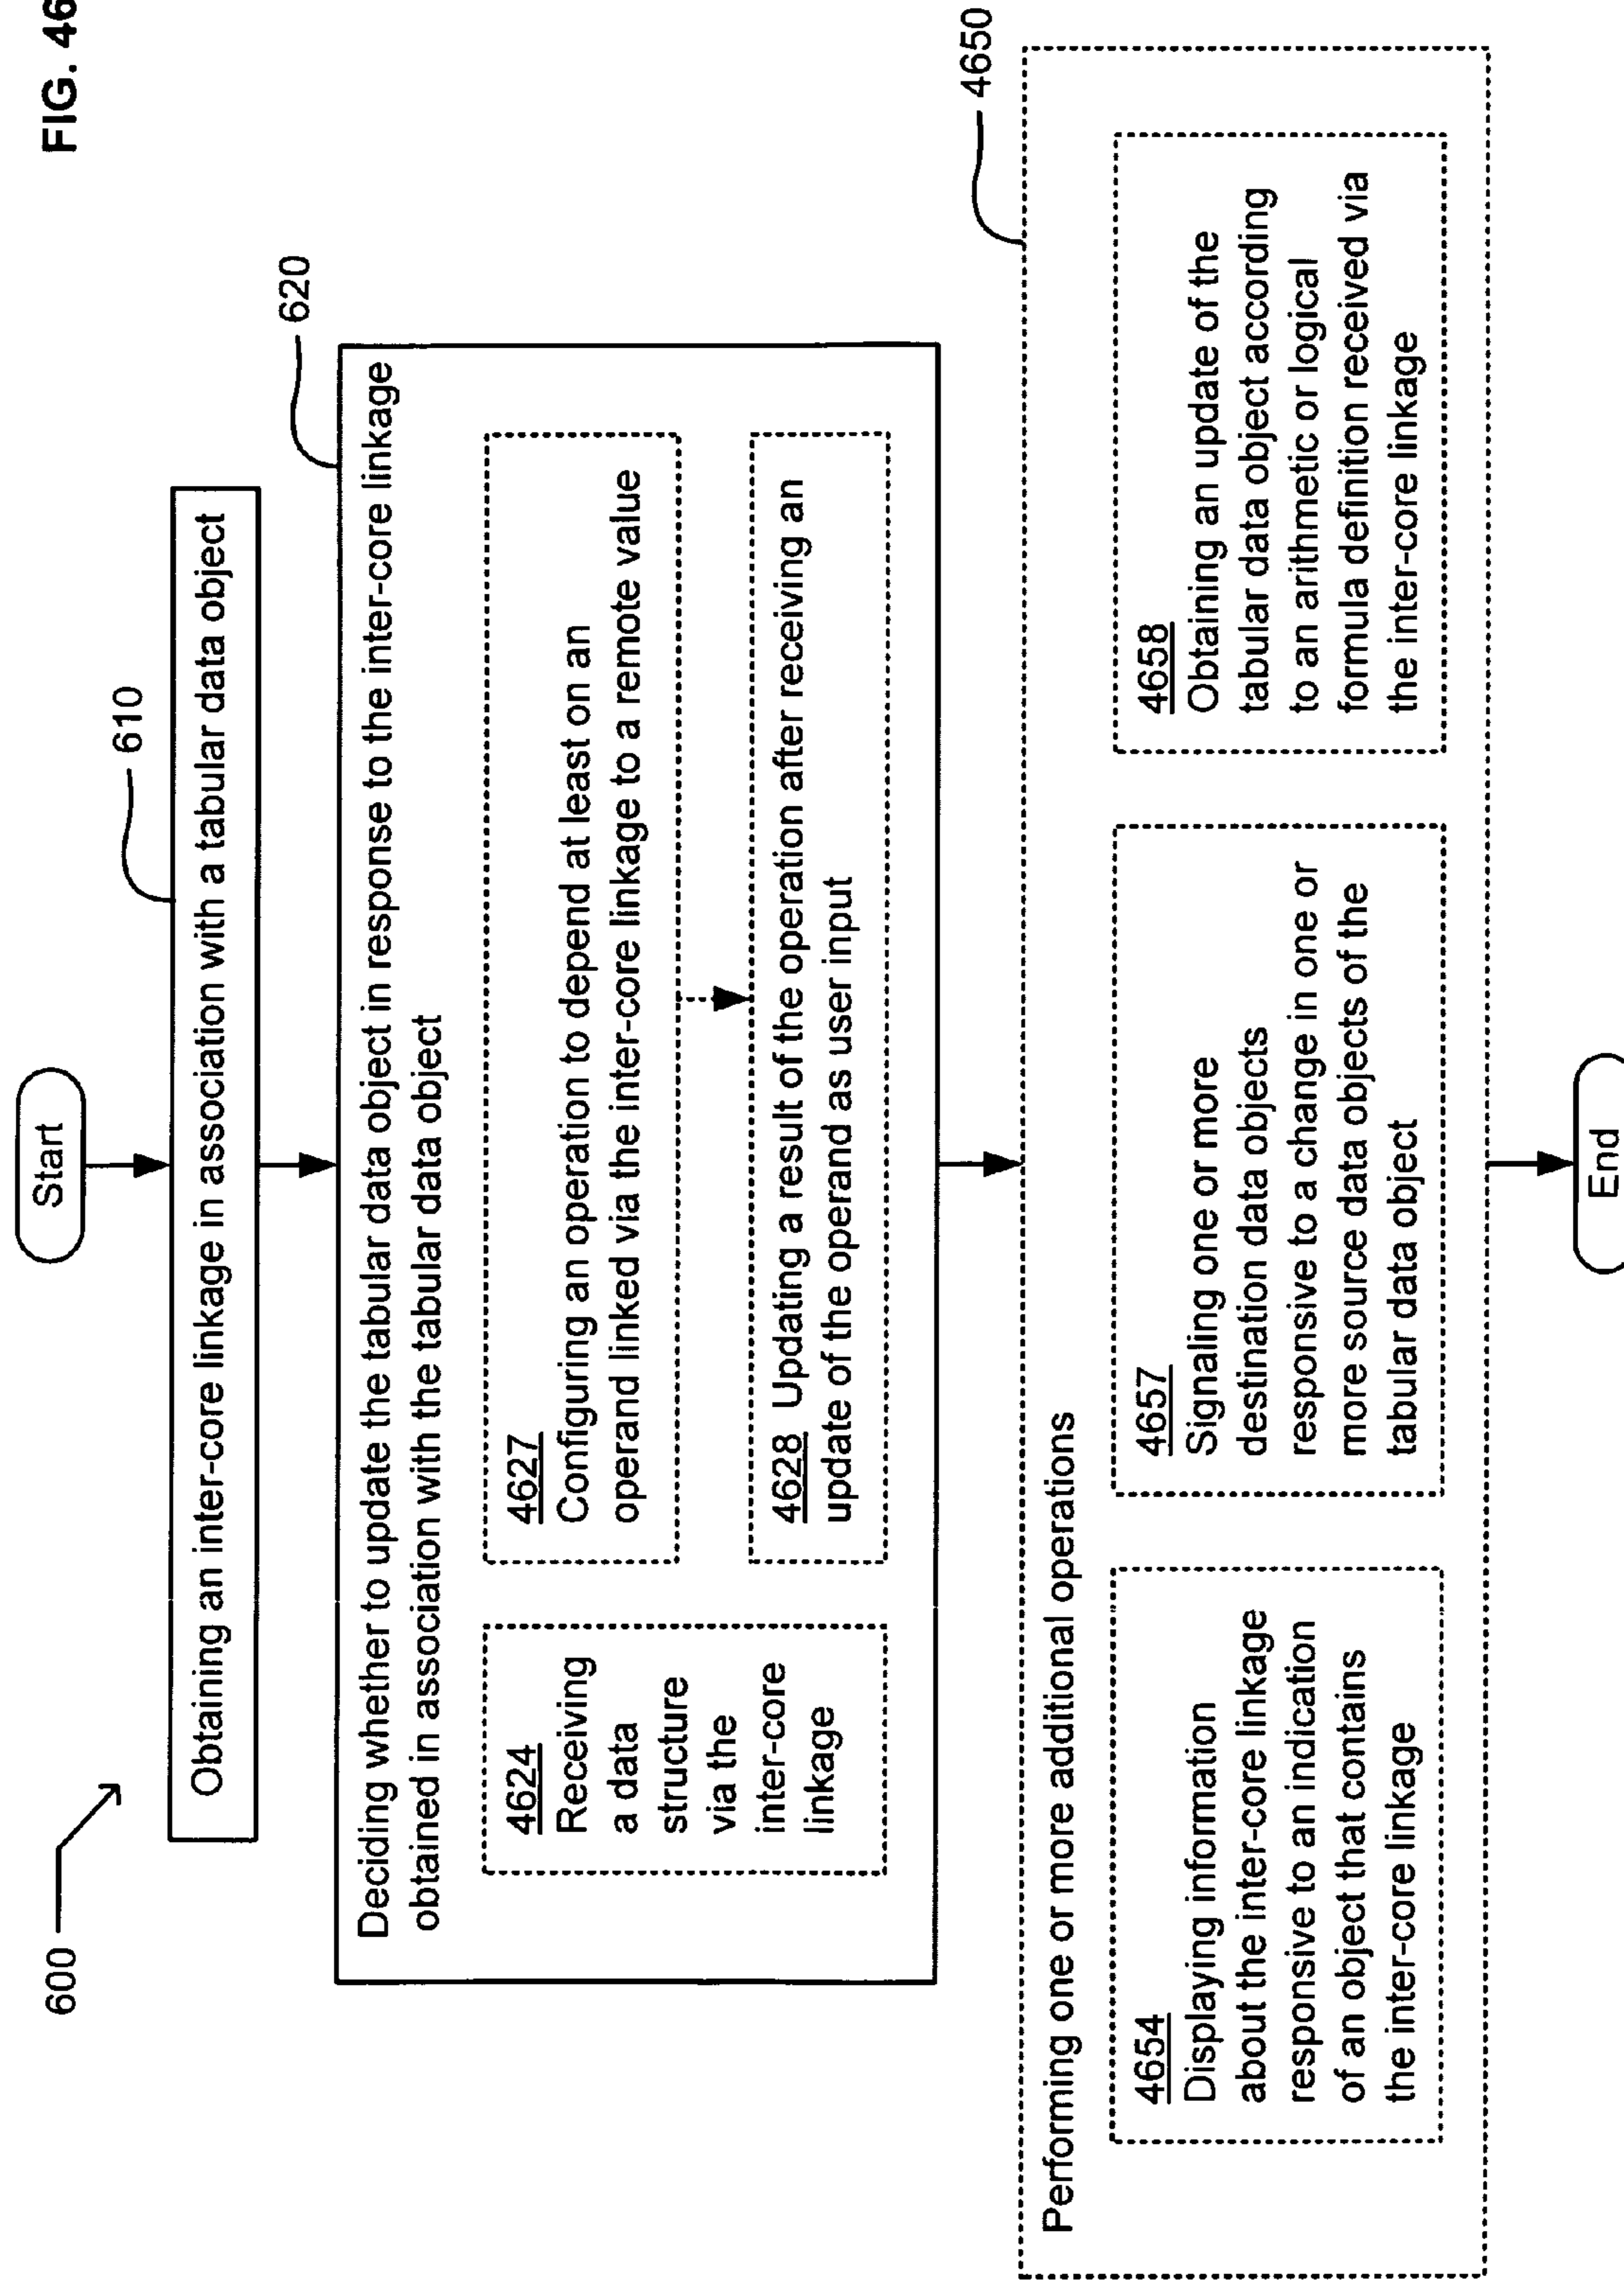 FIG. 46
600
Start
610
Obtaining an inter-core linkage in association with a tabular data object
620
Deciding whether to update the tabular data object in response to the inter-core linkage
obtained in association with the tabular data object
4624
Receiving
a data
structure
via the
inter-core
linkage
4627
Configuring an operation to depend at least on an
operand linked via the inter-core linkage to a remote value
4628 Updating a result of the operation after receiving an
update of the operand as user input
4650
Performing one or more additional operations
4654
Displaying information
about the inter-core linkage
responsive to an indication
of an object that contains
the inter-core linkage
4657
Signaling one or more
destination data objects
responsive to a change in one or
more source data objects of the
tabular data object
4658
Obtaining an update of the
tabular data object according
to an arithmetic or logical
formula definition received via
the inter-core linkage
End